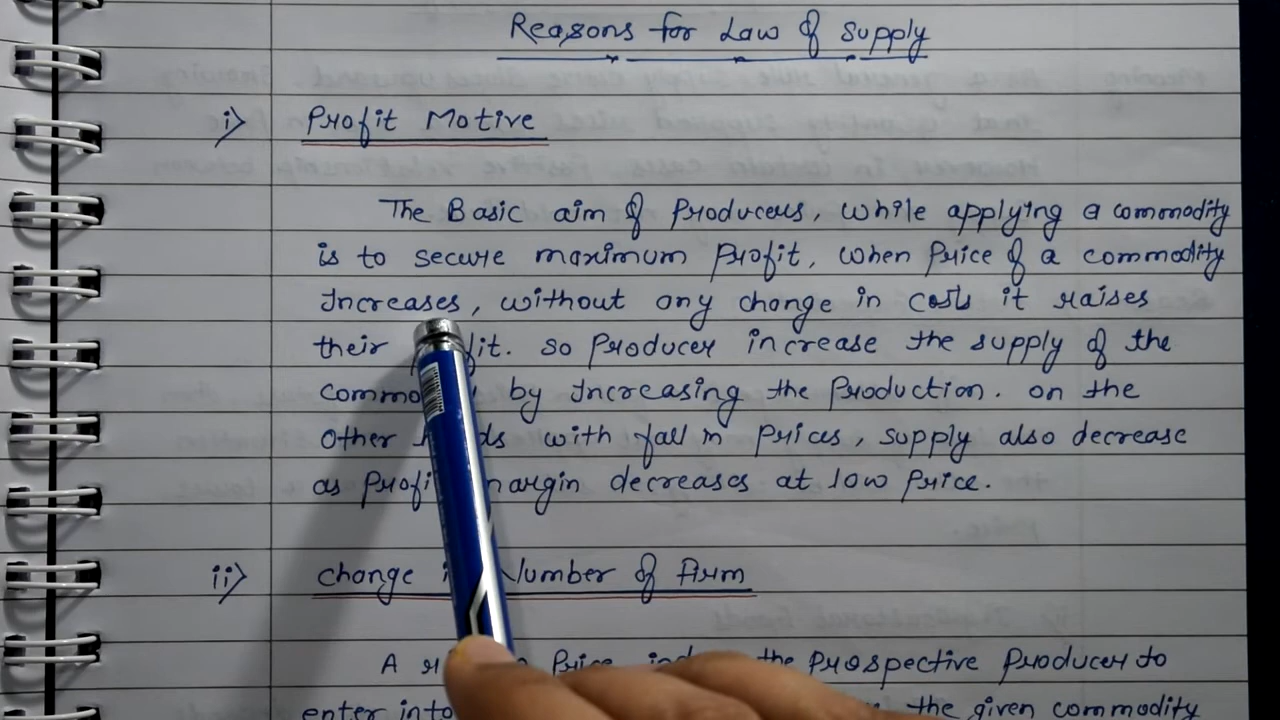 Reasons for Law of Supply
i> Profit Motive
The Basic aim of Producers, while applying a commodity
is to secure maximum Profit, when Price of a commodity
Increases, without any change in costs it raises
their so Producer increase the supply of the
by Increasing the Production. on the
other with fall in Prices, supply also decrease
as margin decreases at low Price.
ii> change Number of Firm
A Price the Prospective Producer to
enter into the given commodity